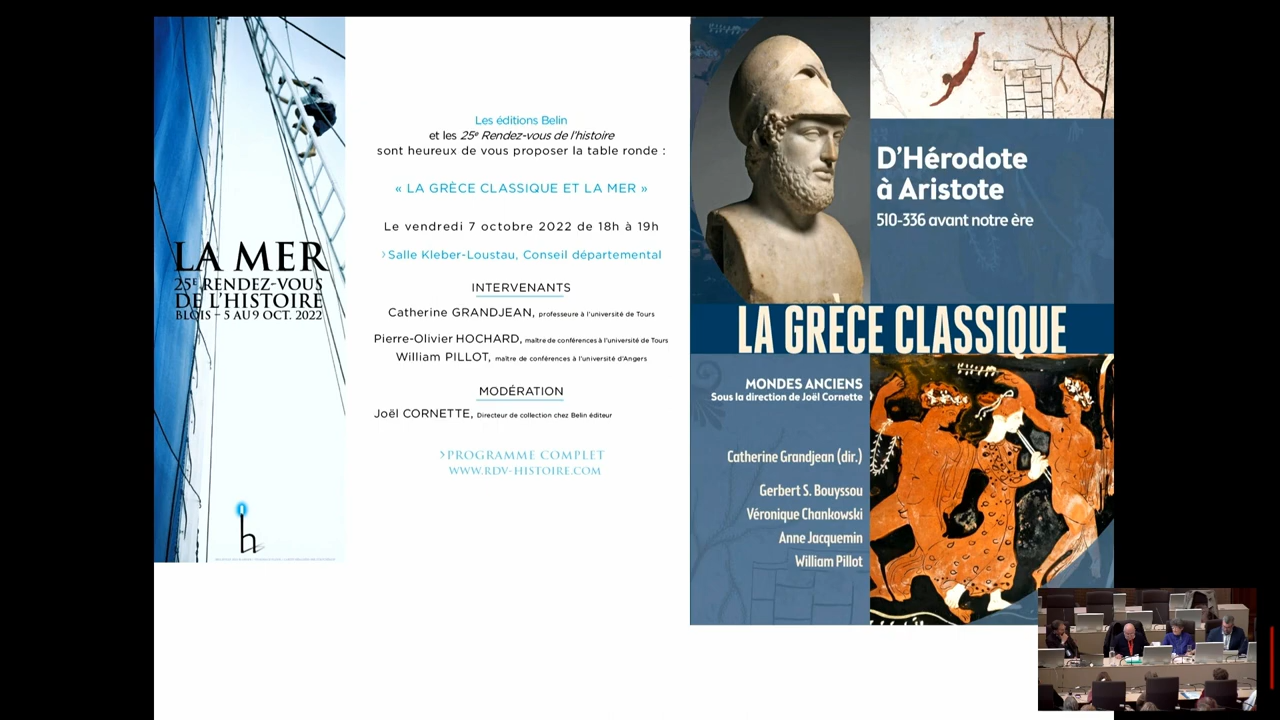 LA MER
25E RENDEZ-VOUS
DE L'HISTOIRE
BLOIS – 5 AU 9 OCT. 2022
h
Les éditions Belin
et les 25e Rendez-vous de l'histoire
sont heureux de vous proposer la table ronde :
« LA GRÈCE CLASSIQUE ET LA MER »
Le vendredi 7 octobre 2022 de 18h à 19h
›Salle Kleber-Loustau, Conseil départemental
INTERVENANTS
Catherine GRANDJEAN, professeure à l'université de Tours
Pierre-Olivier HOCHARD, maître de conférences à l'université de Tours
William PILLOT, maître de conférences à l'université d'Angers
MODÉRATION
Joël CORNETTE, Directeur de collection chez Belin éditeur
›PROGRAMME COMPLET
WWW.RDV-HISTOIRE.COM
D'Hérodote
à Aristote
510-336 avant notre ère
LA GRÈCE CLASSIQUE
MONDES ANCIENS
Sous la direction de Joël Cornette
Catherine Grandjean (dir.)
Gerbert S. Bouyssou
Véronique Chankowski
Anne Jacquemin
William Pillot